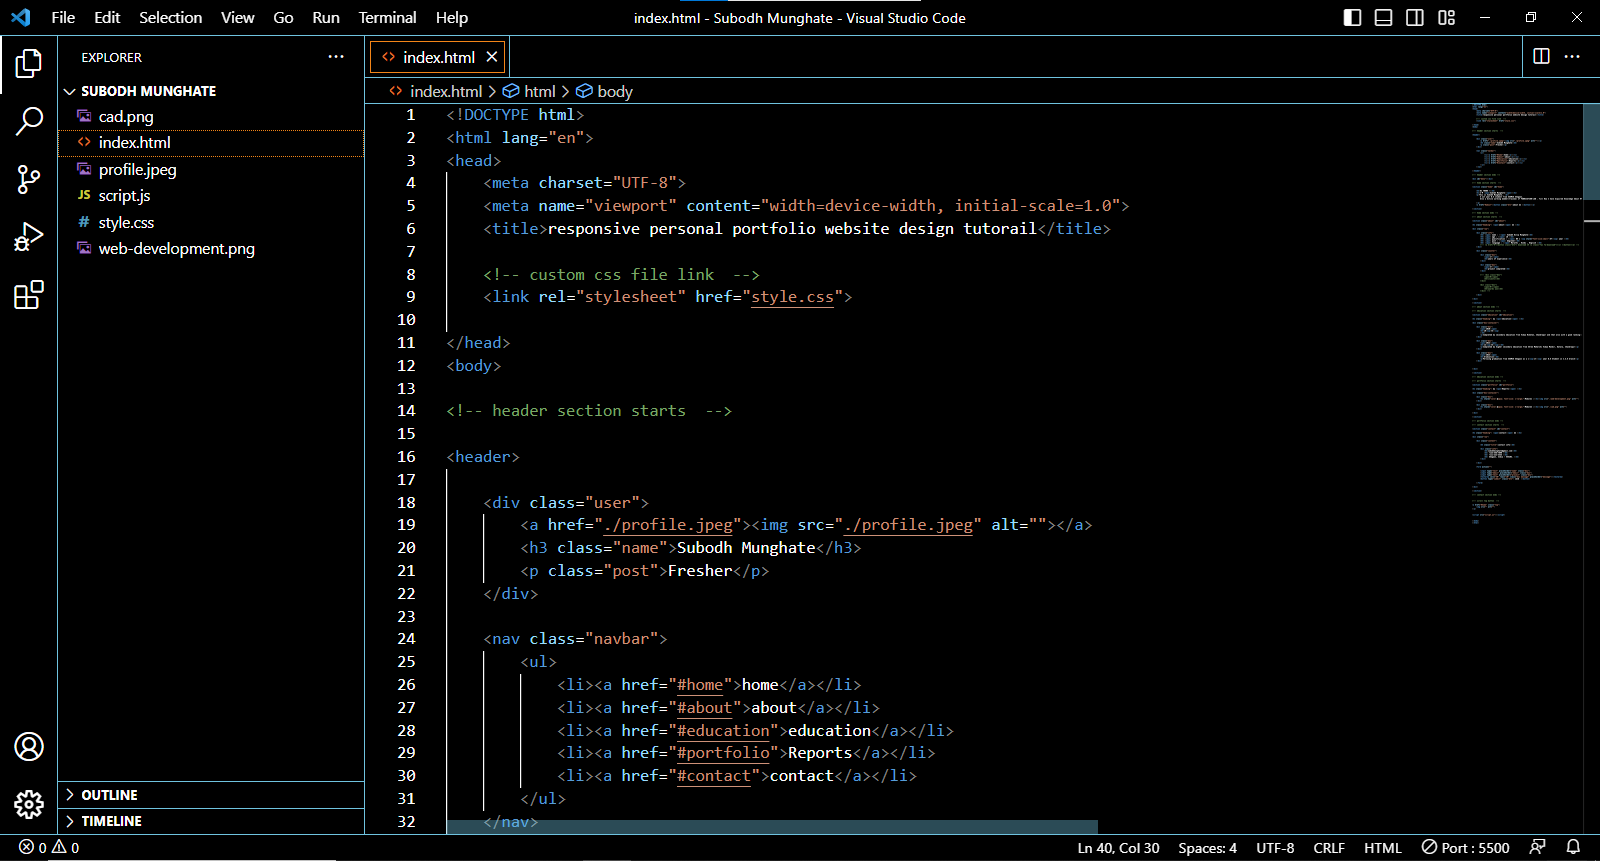 File Edit Selection View Go Run Terminal Help
index.html - Subodh Munghate - Visual Studio Code
EXPLORER
SUBODH MUNGHATE
cad.png
index.html
profile.jpeg
JS script.js
# style.css
web-development.png
OUTLINE
TIMELINE
index.html
index.html > html > body
1 <!DOCTYPE html>
2 <html lang="en">
3 <head>
4     <meta charset="UTF-8">
5     <meta name="viewport" content="width=device-width, initial-scale=1.0">
6     <title>responsive personal portfolio website design tutorail</title>
7
8     <!-- custom css file link  -->
9     <link rel="stylesheet" href="style.css">
10
11 </head>
12 <body>
13
14 <!-- header section starts  -->
15
16 <header>
17
18     <div class="user">
19         <a href="./profile.jpeg"><img src="./profile.jpeg" alt=""></a>
20         <h3 class="name">Subodh Munghate</h3>
21         <p class="post">Fresher</p>
22     </div>
23
24     <nav class="navbar">
25         <ul>
26             <li><a href="#home">home</a></li>
27             <li><a href="#about">about</a></li>
28             <li><a href="#education">education</a></li>
29             <li><a href="#portfolio">Reports</a></li>
30             <li><a href="#contact">contact</a></li>
31         </ul>
32     </nav>
0 0
Ln 40, Col 30 Spaces: 4 UTF-8 CRLF HTML Port : 5500